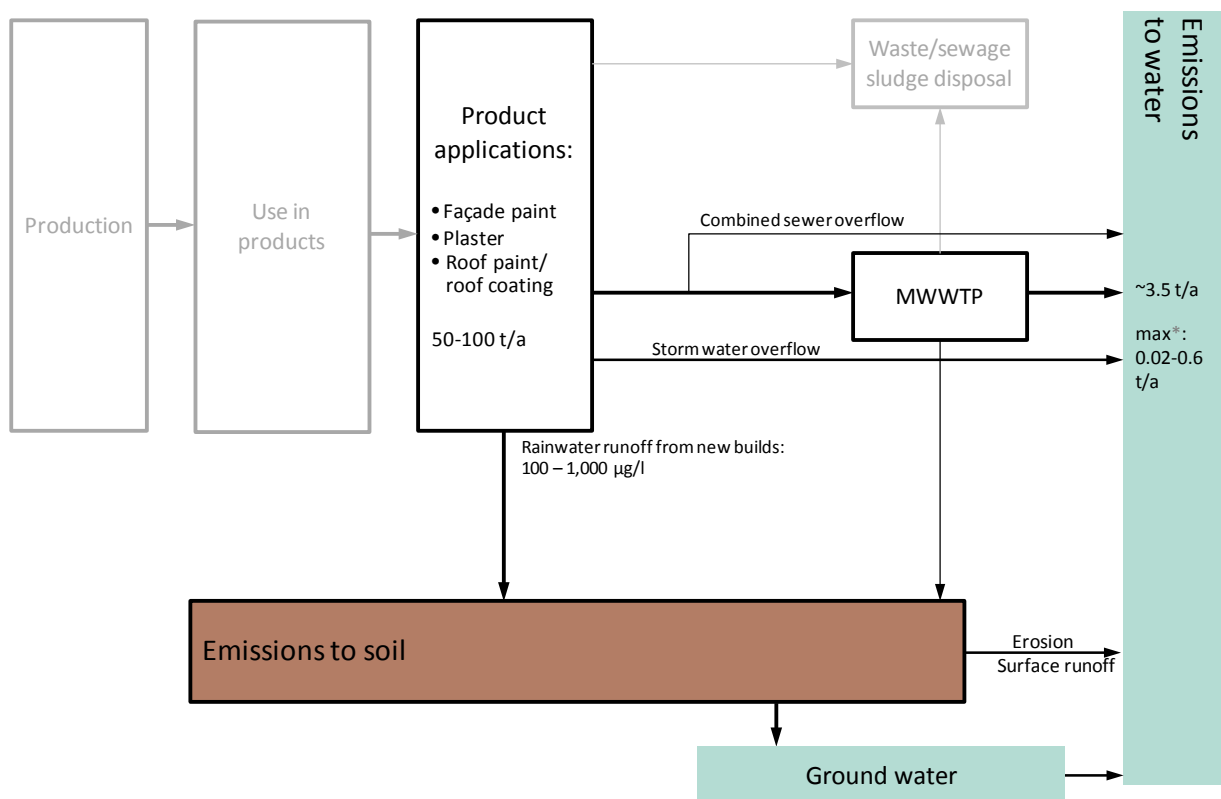 Production
Use in
products
Product
applications:
• Façade paint
• Plaster
• Roof paint/
roof coating
50-100 t/a
Waste/sewage
sludge disposal
Emissions
to water
Combined sewer overflow
MWWTP
~3.5 t/a
Storm water overflow
max*:
0.02-0.6
t/a
Rainwater runoff from new builds:
100 – 1,000 µg/l
Emissions to soil
Erosion
Surface runoff
Ground water